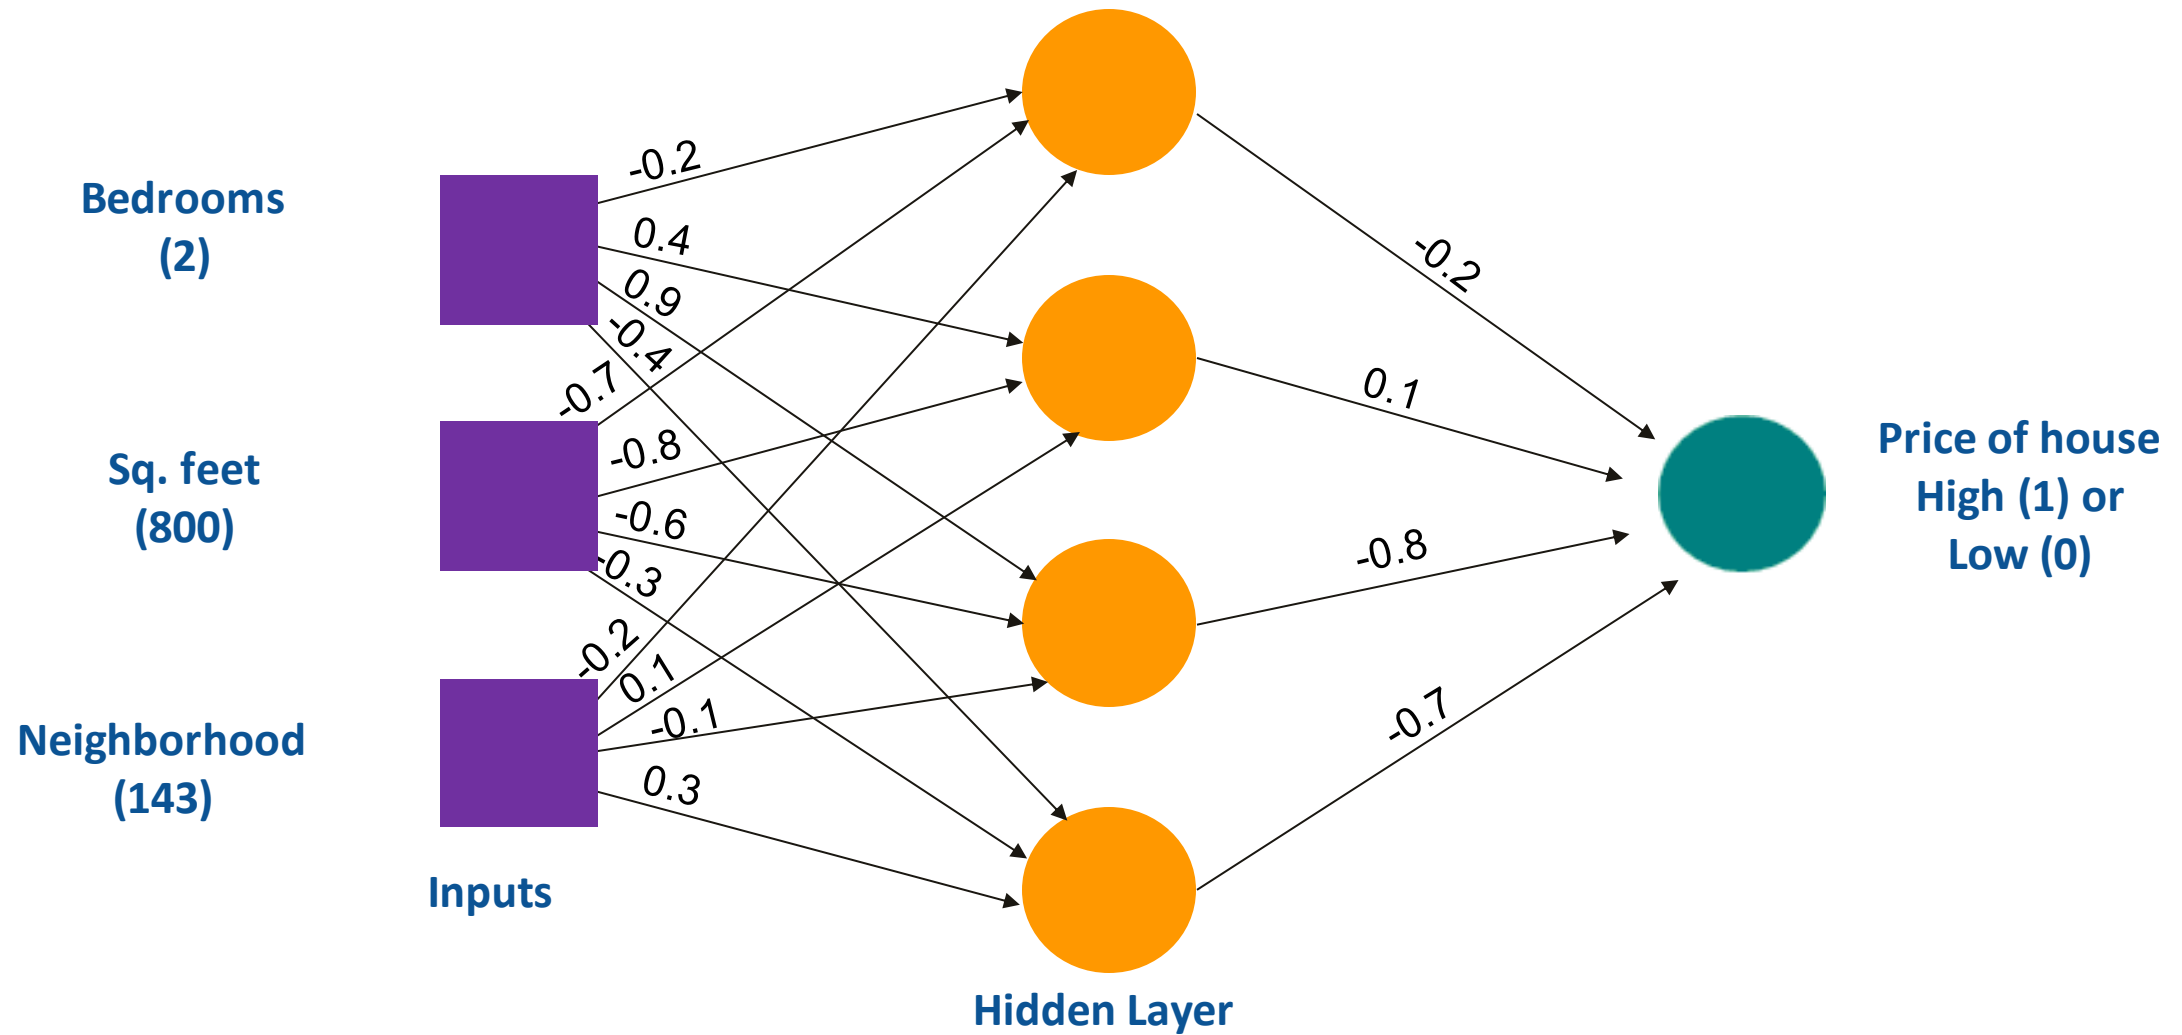 Bedrooms
(2)
Sq. feet
(800)
Neighborhood
(143)
Inputs
-0.2
0.4
0.9
-0.4
-0.7
-0.8
-0.6
-0.3
-0.2
0.1
-0.1
0.3
Hidden Layer
-0.2
0.1
-0.8
-0.7
Price of house
High (1) or
Low (0)